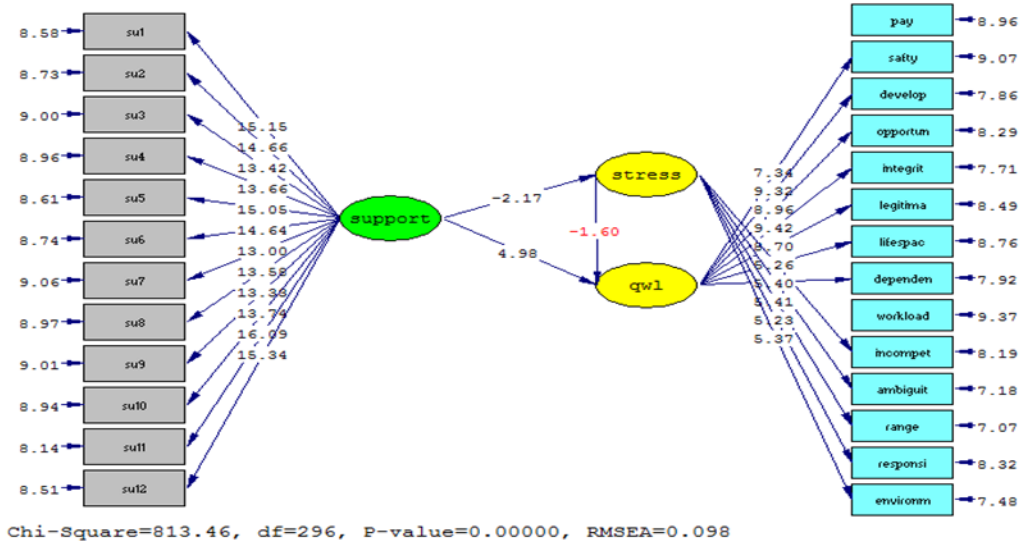 8.58 su1
8.73 su2
9.00 su3
8.96 su4
8.61 su5
8.74 su6
9.06 su7
8.97 su8
9.01 su9
8.94 su10
8.14 su11
8.51 su12
15.15
14.66
13.42
13.66
15.05
14.64
13.00
13.58
13.38
13.74
16.09
15.34
support
-2.17
4.98
stress
-1.60
qwl
7.34
9.32
8.96
9.42
8.70
5.26
5.40
5.41
5.23
5.37
pay 8.96
safty 9.07
develop 7.86
opportun 8.29
integrit 7.71
legitima 8.49
lifespac 8.76
dependen 7.92
workload 9.37
incompet 8.19
ambiguit 7.18
range 7.07
responsi 8.32
environm 7.48
Chi-Square=813.46, df=296, P-value=0.00000, RMSEA=0.098